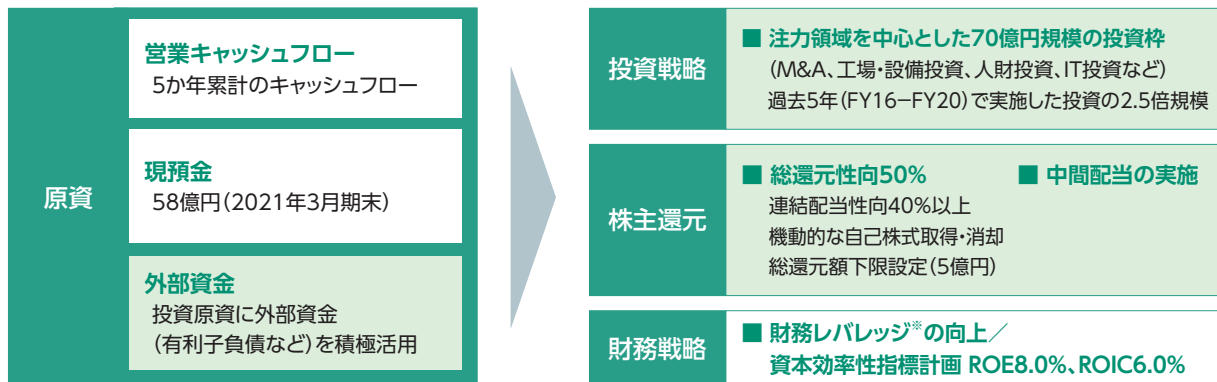 原資
営業キャッシュフロー
5か年累計のキャッシュフロー
現預金
58億円(2021年3月期末)
外部資金
投資原資に外部資金
(有利子負債など)を積極活用
投資戦略
■ 注力領域を中心とした70億円規模の投資枠
(M&A、工場・設備投資、人財投資、IT投資など)
過去5年(FY16−FY20)で実施した投資の2.5倍規模
株主還元
■ 総還元性向50% ■ 中間配当の実施
連結配当性向40%以上
機動的な自己株式取得・消却
総還元額下限設定(5億円)
財務戦略
■ 財務レバレッジ※の向上/
資本効率性指標計画 ROE8.0%、ROIC6.0%